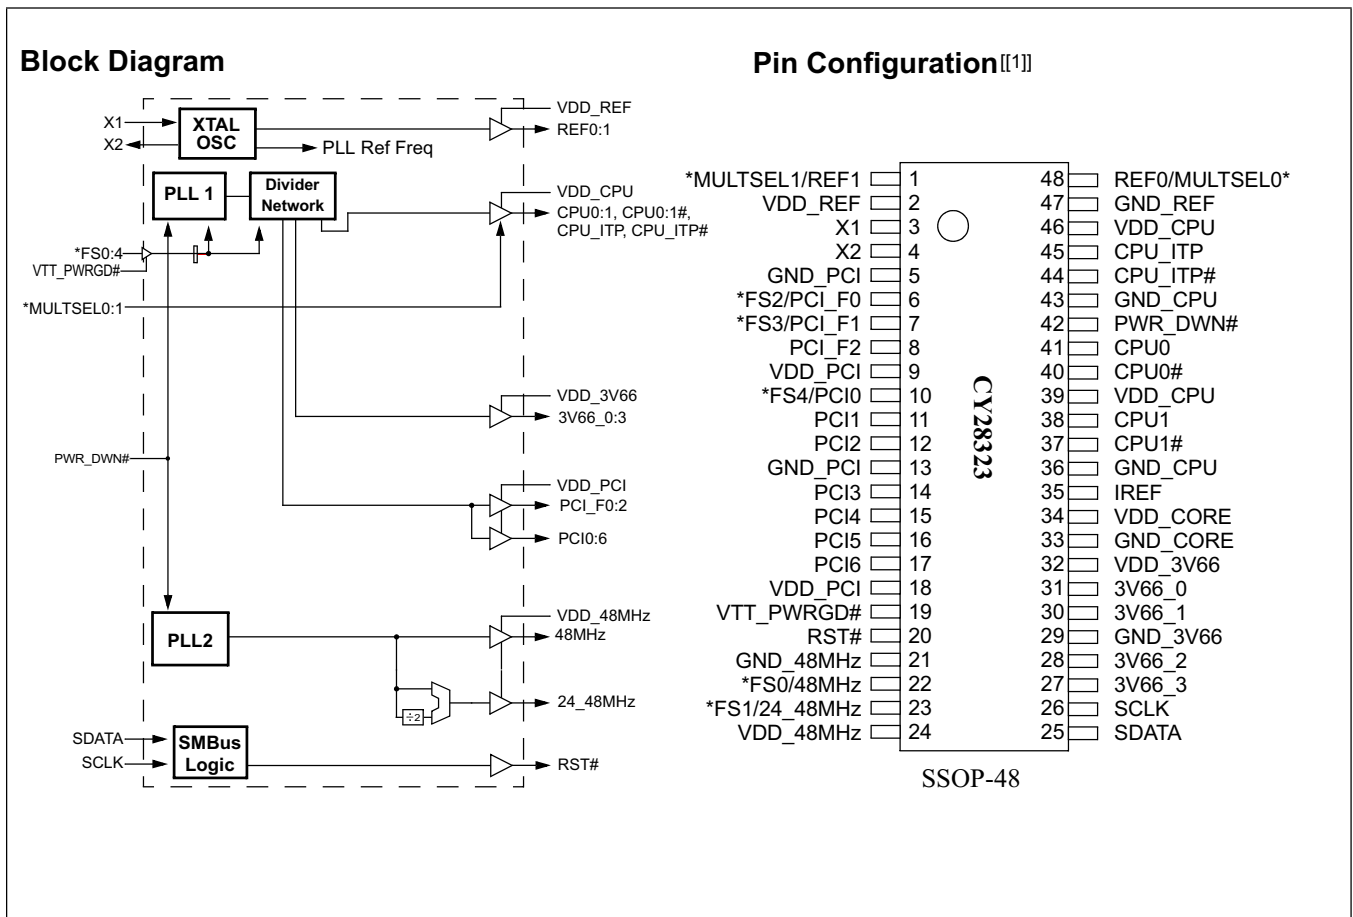 Block Diagram
X1
X2
XTAL
OSC
PLL Ref Freq
VDD_REF
REF0:1
PLL 1
Divider
Network
VDD_CPU
CPU0:1, CPU0:1#,
CPU_ITP, CPU_ITP#
*FS0:4
VTT_PWRGD#
*MULTSEL0:1
VDD_3V66
3V66_0:3
PWR_DWN#
VDD_PCI
PCI_F0:2
PCI0:6
PLL2
VDD_48MHz
48MHz
÷2
24_48MHz
SDATA
SCLK
SMBus
Logic
RST#
Pin Configuration[[1]]
*MULTSEL1/REF1 1 48 REF0/MULTSEL0*
VDD_REF 2 47 GND_REF
X1 3 46 VDD_CPU
X2 4 45 CPU_ITP
GND_PCI 5 44 CPU_ITP#
*FS2/PCI_F0 6 43 GND_CPU
*FS3/PCI_F1 7 42 PWR_DWN#
PCI_F2 8 41 CPU0
VDD_PCI 9 40 CPU0#
*FS4/PCI0 10 39 VDD_CPU
PCI1 11 38 CPU1
PCI2 12 37 CPU1#
GND_PCI 13 36 GND_CPU
PCI3 14 35 IREF
PCI4 15 34 VDD_CORE
PCI5 16 33 GND_CORE
PCI6 17 32 VDD_3V66
VDD_PCI 18 31 3V66_0
VTT_PWRGD# 19 30 3V66_1
RST# 20 29 GND_3V66
GND_48MHz 21 28 3V66_2
*FS0/48MHz 22 27 3V66_3
*FS1/24_48MHz 23 26 SCLK
VDD_48MHz 24 25 SDATA
CY28323
SSOP-48